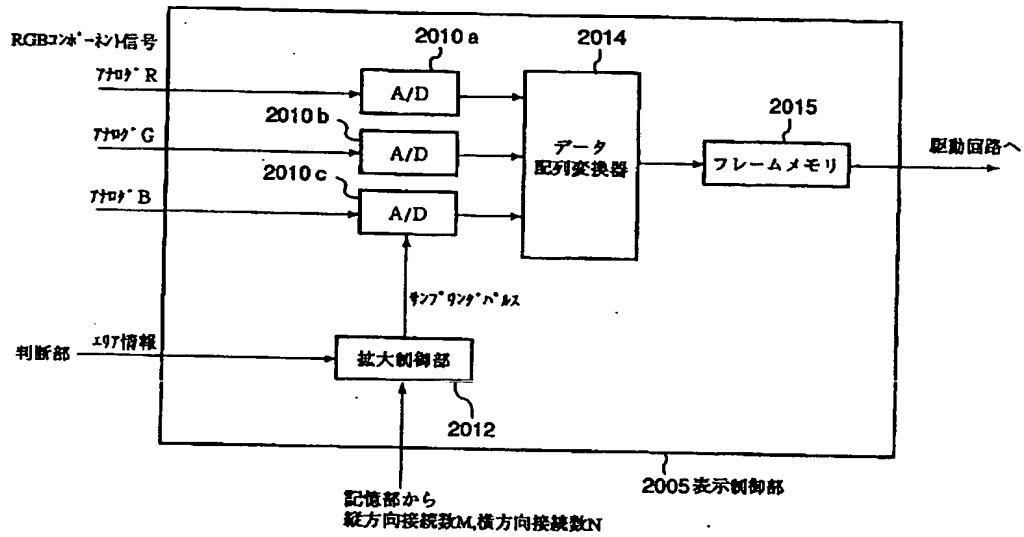 RGBｺﾝﾎﾟｰﾈﾝﾄ信号
2010a
2014
ｱﾅﾛｸﾞR
A/D
2010b
2015
ｱﾅﾛｸﾞG
A/D
データ
配列変換器
フレームメモリ
駆動回路へ
2010c
ｱﾅﾛｸﾞB
A/D
ｻﾝﾌﾟﾘﾝｸﾞﾊﾟﾙｽ
判断部
ｴﾘｱ情報
拡大制御部
2012
2005表示制御部
記憶部から
縦方向接続数M,横方向接続数N